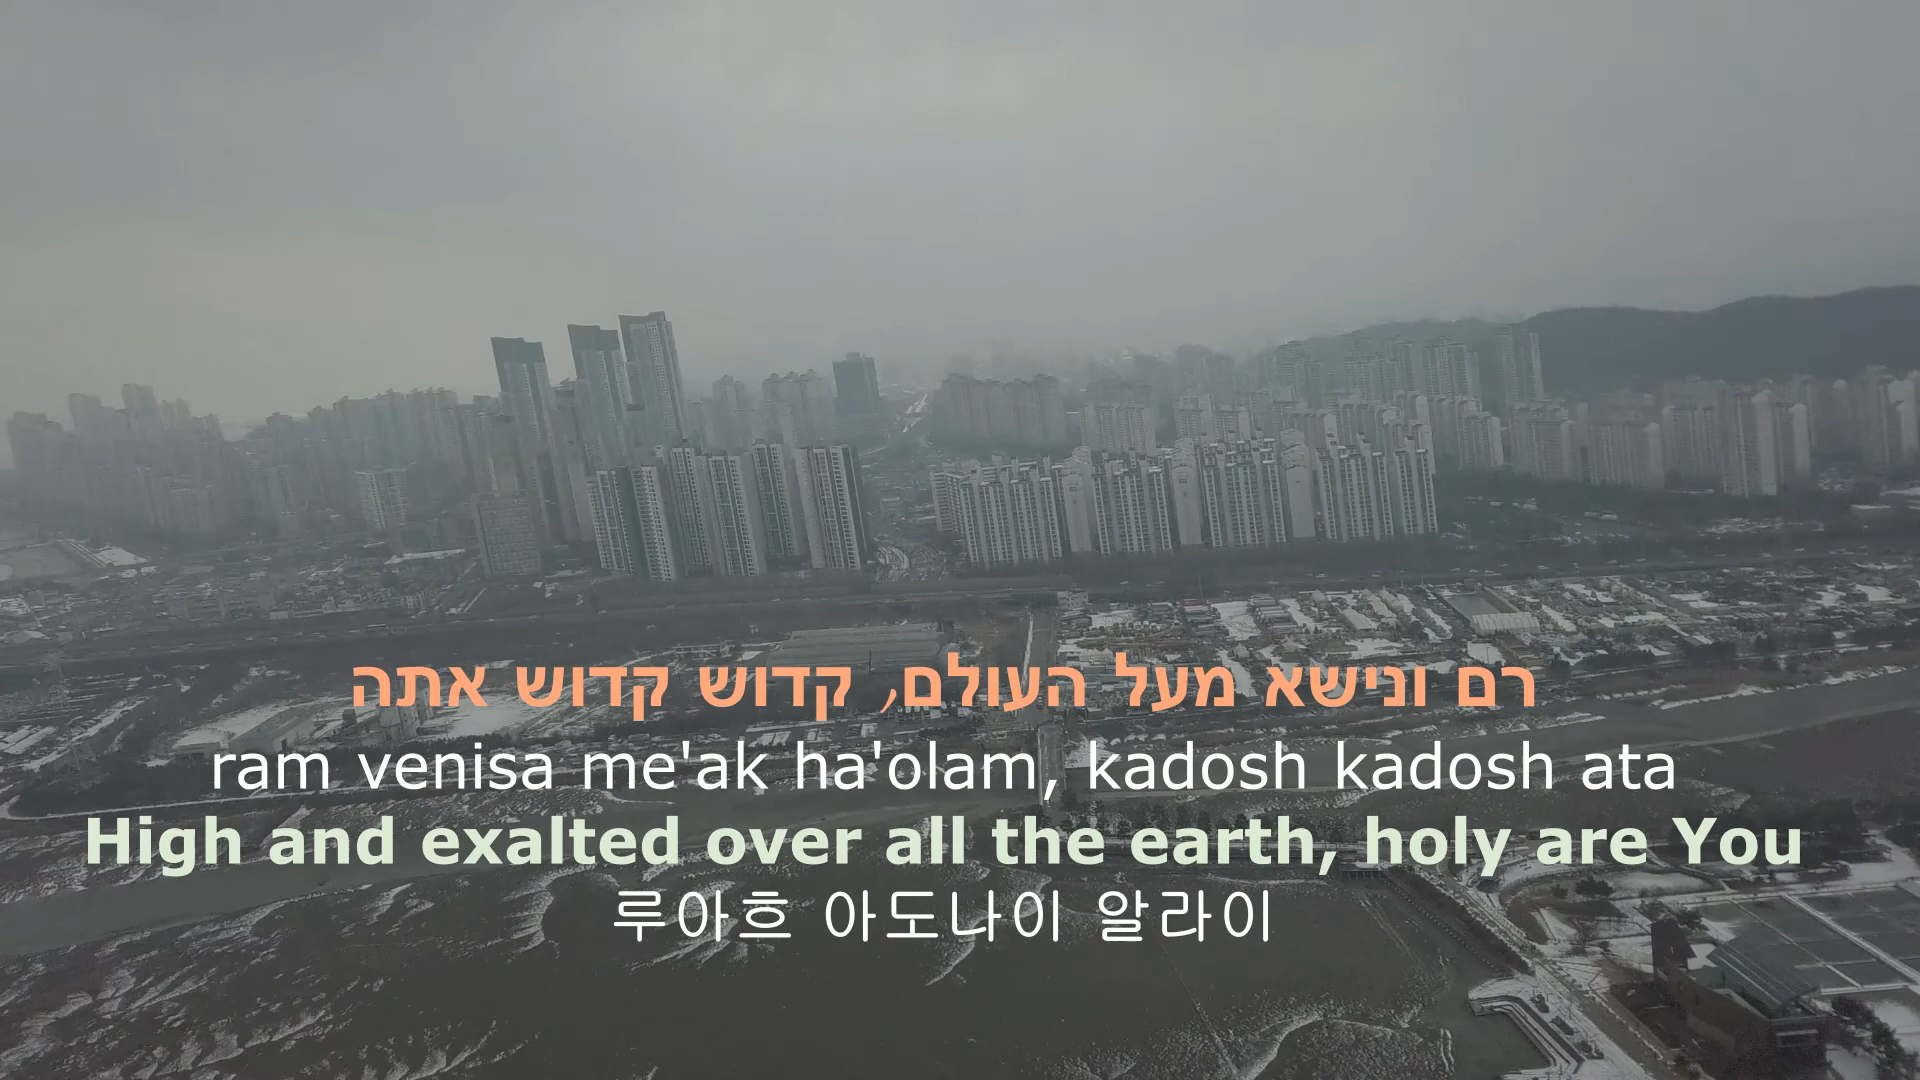 רם ונישא מעל העולם, קדוש קדוש אתה
ram venisa me'ak ha'olam, kadosh kadosh ata
High and exalted over all the earth, holy are You
루아흐 아도나이 알라이